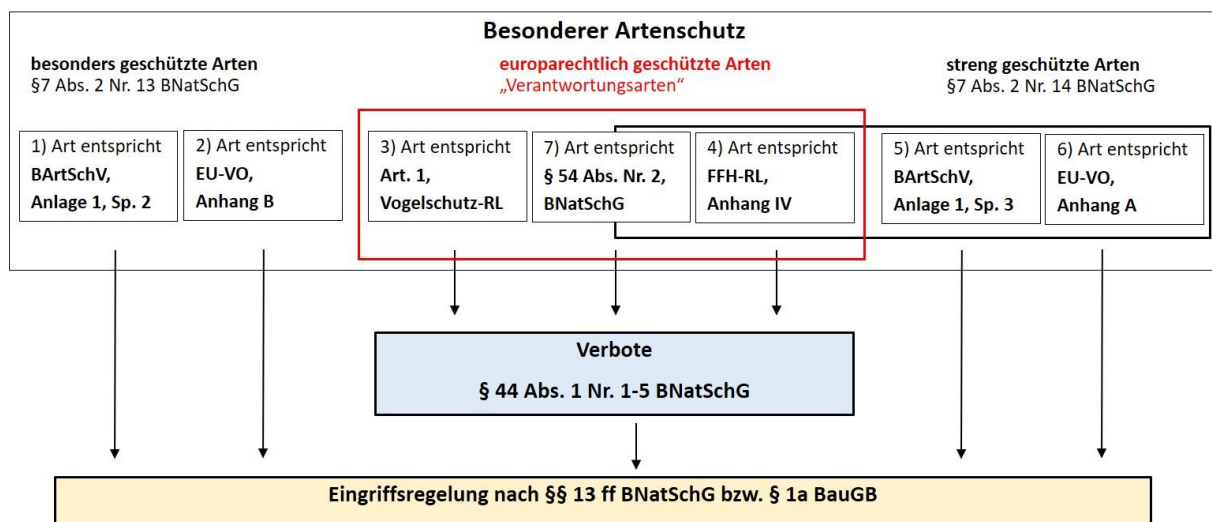 Besonderer Artenschutz
besonders geschützte Arten
§7 Abs. 2 Nr. 13 BNatSchG
europarechtlich geschützte Arten
„Verantwortungsarten“
streng geschützte Arten
§7 Abs. 2 Nr. 14 BNatSchG
1) Art entspricht
BArtSchV,
Anlage 1, Sp. 2
2) Art entspricht
EU-VO,
Anhang B
3) Art entspricht
Art. 1,
Vogelschutz-RL
7) Art entspricht
§ 54 Abs. Nr. 2,
BNatSchG
4) Art entspricht
FFH-RL,
Anhang IV
5) Art entspricht
BArtSchV,
Anlage 1, Sp. 3
6) Art entspricht
EU-VO,
Anhang A
Verbote
§ 44 Abs. 1 Nr. 1-5 BNatSchG
Eingriffsregelung nach §§ 13 ff BNatSchG bzw. § 1a BauGB